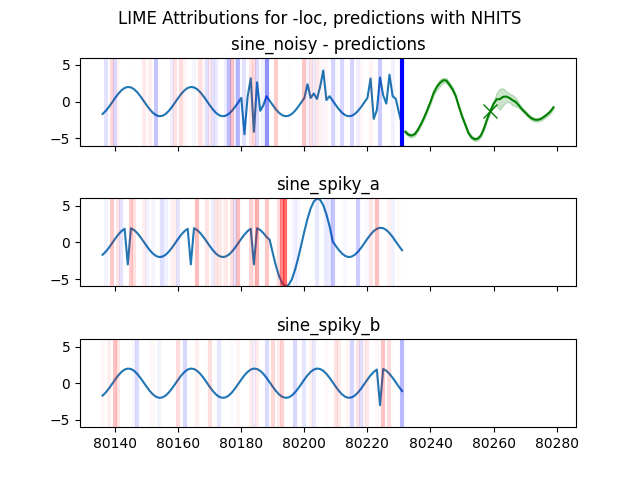 LIME Attributions for -loc, predictions with NHITS
sine_noisy - predictions
5
0
−5
sine_spiky_a
5
0
−5
sine_spiky_b
5
0
−5
80140 80160 80180 80200 80220 80240 80260 80280